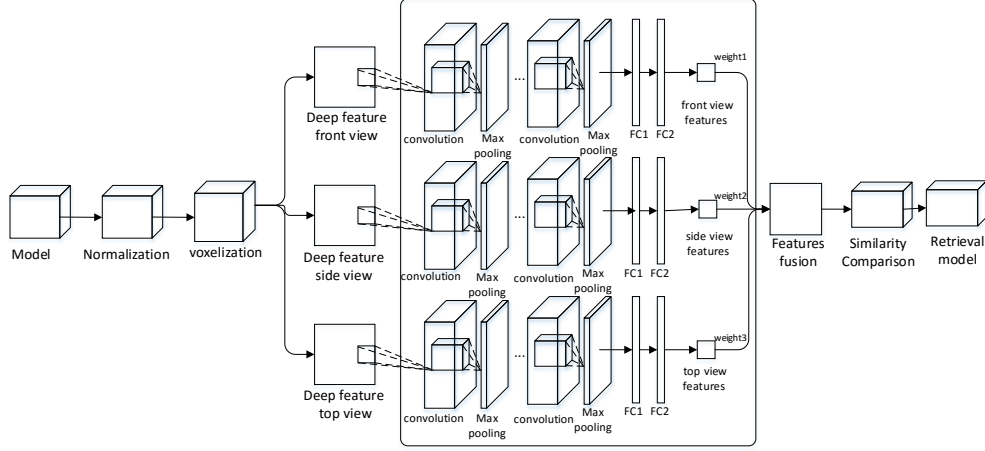 Model
Normalization
voxelization
Deep feature
front view
convolution
Max
pooling
...
convolution
Max
pooling
FC1
FC2
weight1
front view
features
Deep feature
side view
convolution
Max
pooling
...
convolution
Max
pooling
FC1
FC2
weight2
side view
features
Deep feature
top view
convolution
Max
pooling
...
convolution
Max
pooling
FC1
FC2
weight3
top view
features
Features
fusion
Similarity
Comparison
Retrieval
model